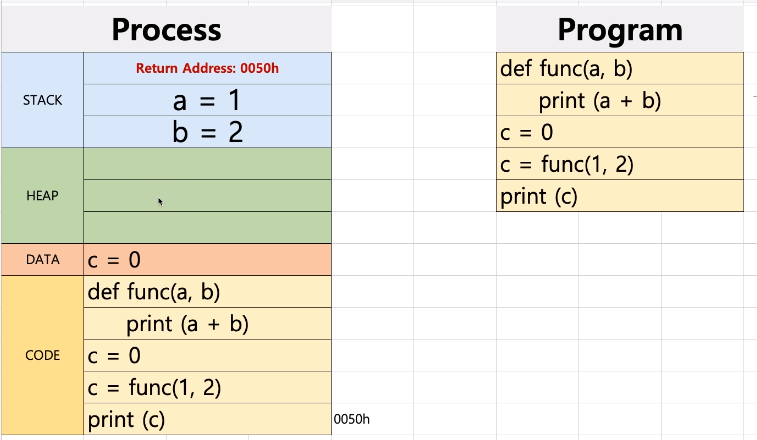 Process
Program
STACK
Return Address: 0050h
a = 1
b = 2
HEAP
DATA
c = 0
CODE
def func(a, b)
print (a + b)
c = 0
c = func(1, 2)
print (c)
0050h
def func(a, b)
print (a + b)
c = 0
c = func(1, 2)
print (c)